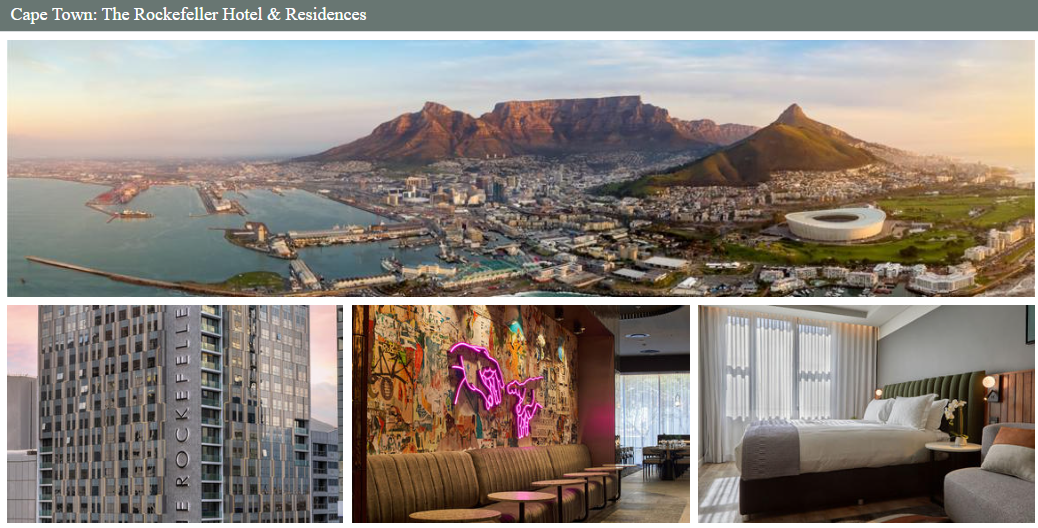 Cape Town: The Rockefeller Hotel & Residences
ROCKEFELLE